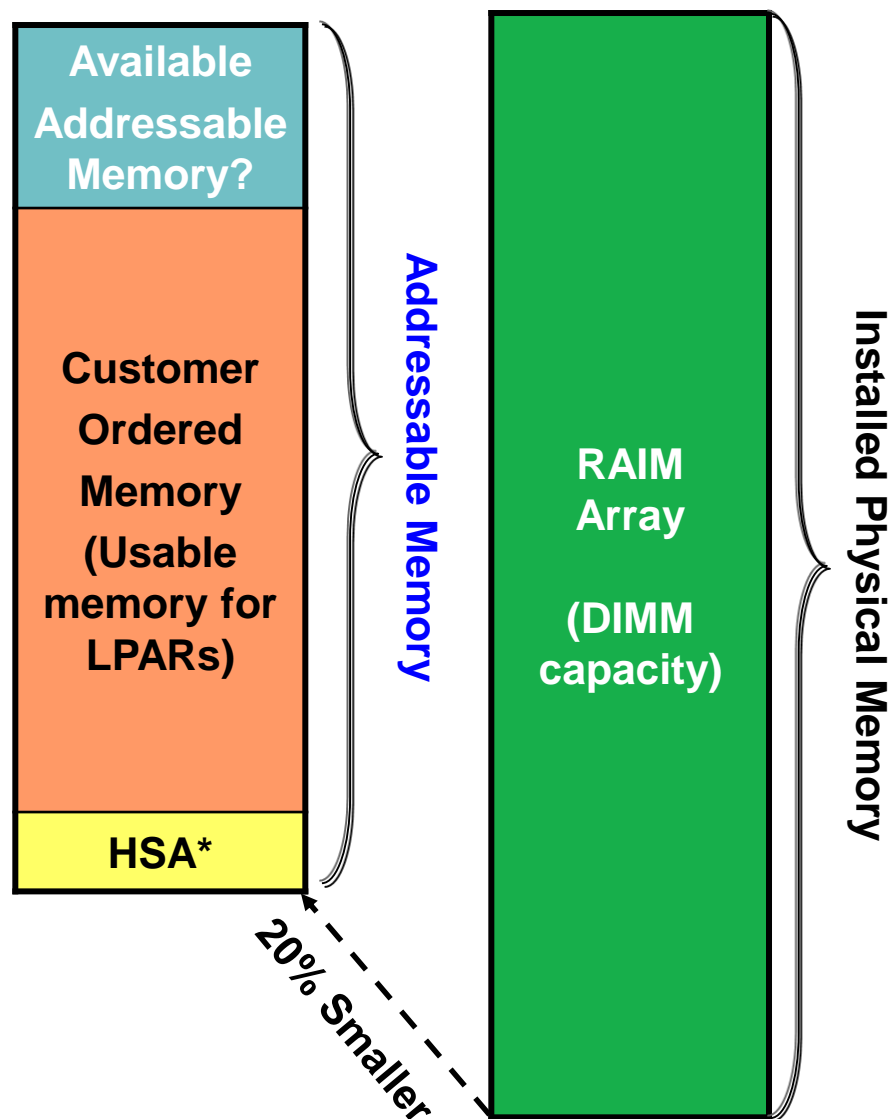 Available
Addressable
Memory?
Customer
Ordered
Memory
(Usable
memory for
LPARs)
HSA*
Addressable Memory
20% Smaller
RAIM
Array
(DIMM
capacity)
Installed Physical Memory